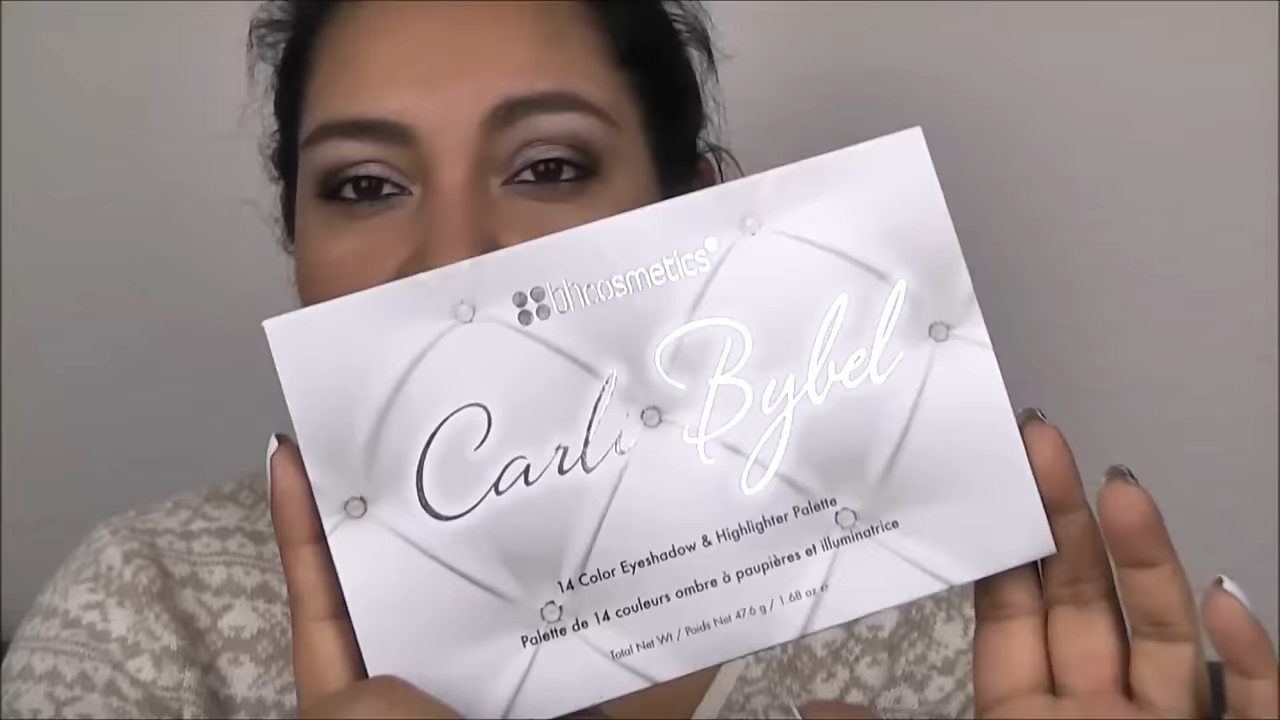 bhcosmetics
Carli Bybel
14 Color Eyeshadow & Highlighter Palette
Palette de 14 couleurs ombre à paupières et illuminatrice
Total Net Wt / Poids Net 47.6 g / 1.68 oz e